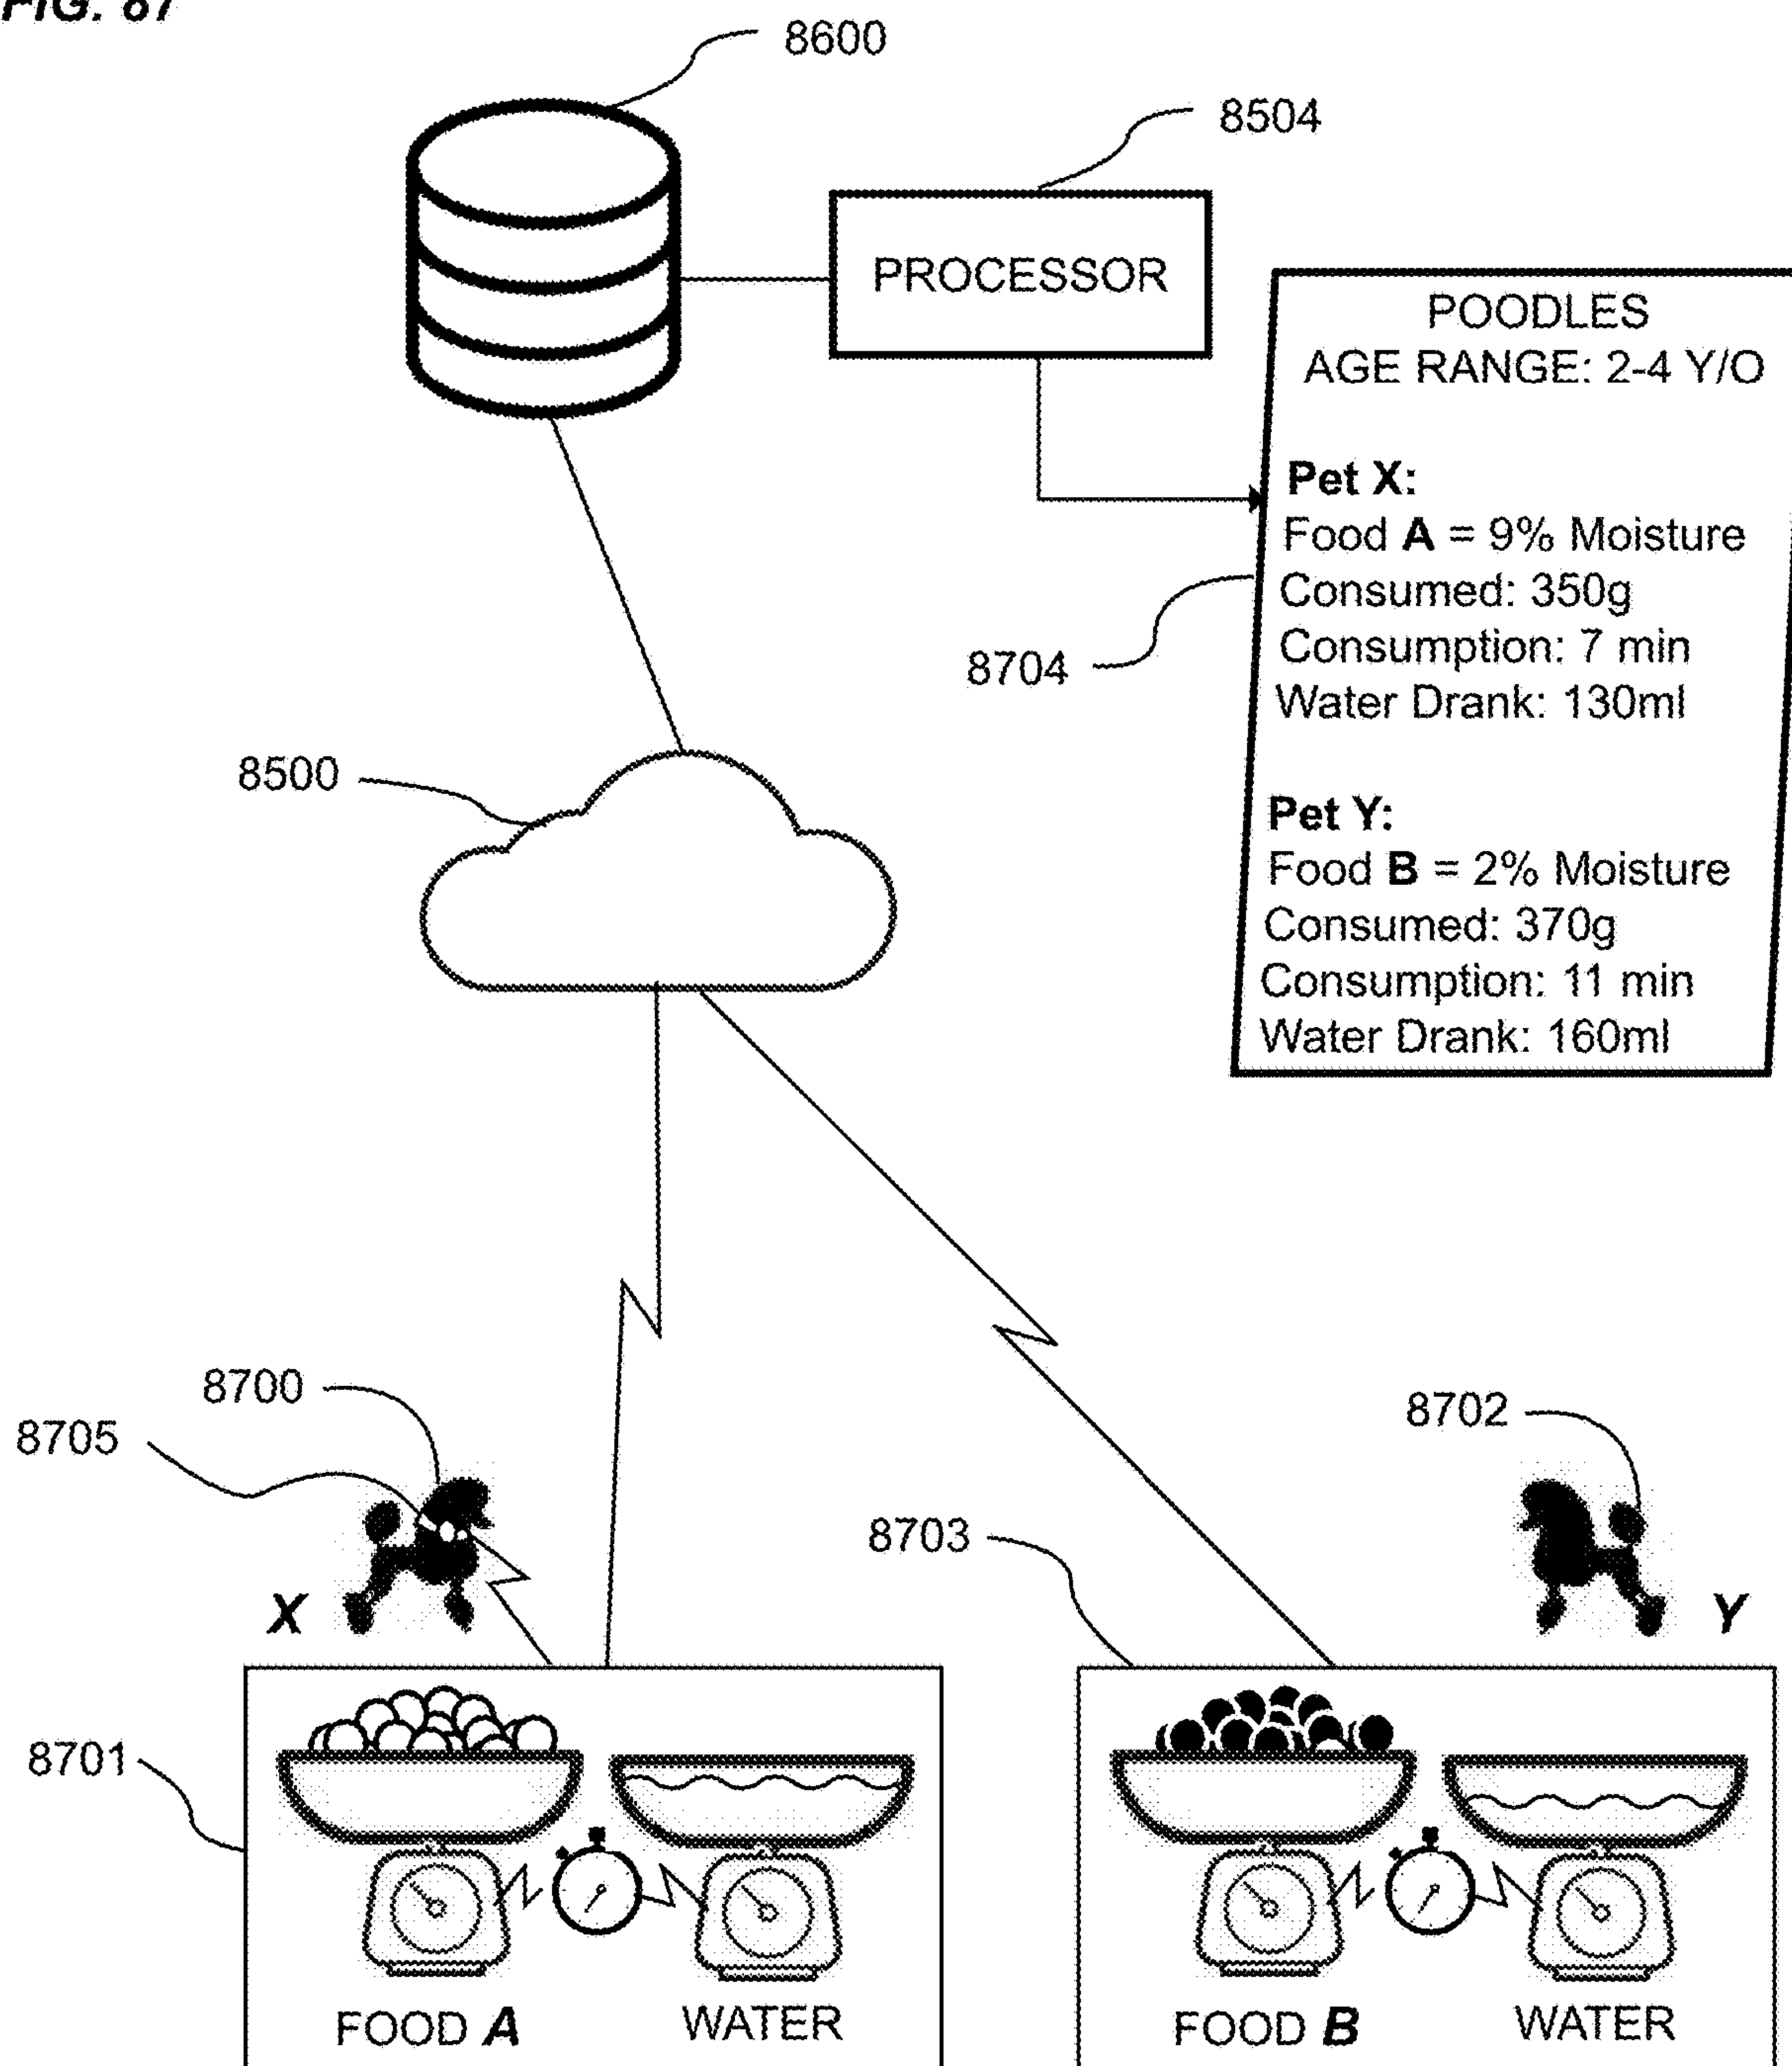 FIG. 87
8600
8504
PROCESSOR
POODLES
AGE RANGE: 2-4 Y/O
Pet X:
Food A = 9% Moisture
Consumed: 350g
Consumption: 7 min
Water Drank: 130ml
8704
8500
Pet Y:
Food B = 2% Moisture
Consumed: 370g
Consumption: 11 min
Water Drank: 160ml
8700
8705
8702
8703
X
Y
8701
FOOD A
WATER
FOOD B
WATER